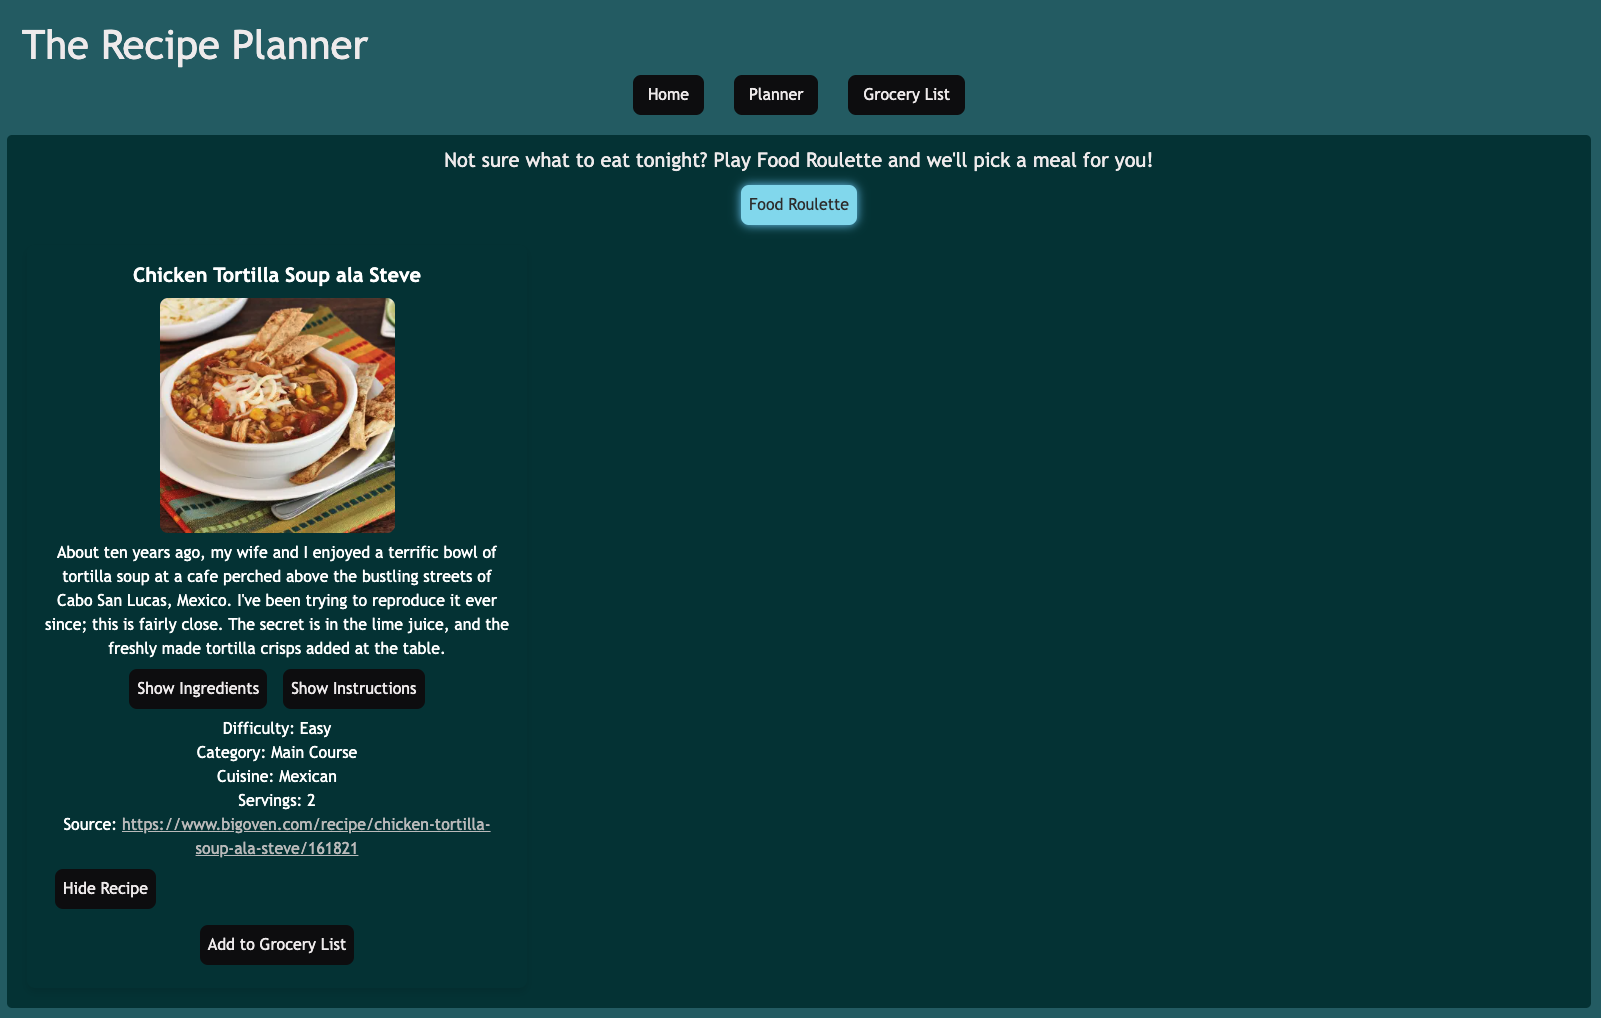 The Recipe Planner
Home Planner Grocery List
Not sure what to eat tonight? Play Food Roulette and we'll pick a meal for you!
Food Roulette
Chicken Tortilla Soup ala Steve
About ten years ago, my wife and I enjoyed a terrific bowl of
tortilla soup at a cafe perched above the bustling streets of
Cabo San Lucas, Mexico. I've been trying to reproduce it ever
since; this is fairly close. The secret is in the lime juice, and the
freshly made tortilla crisps added at the table.
Show Ingredients Show Instructions
Difficulty: Easy
Category: Main Course
Cuisine: Mexican
Servings: 2
Source: https://www.bigoven.com/recipe/chicken-tortilla-
soup-ala-steve/161821
Hide Recipe
Add to Grocery List